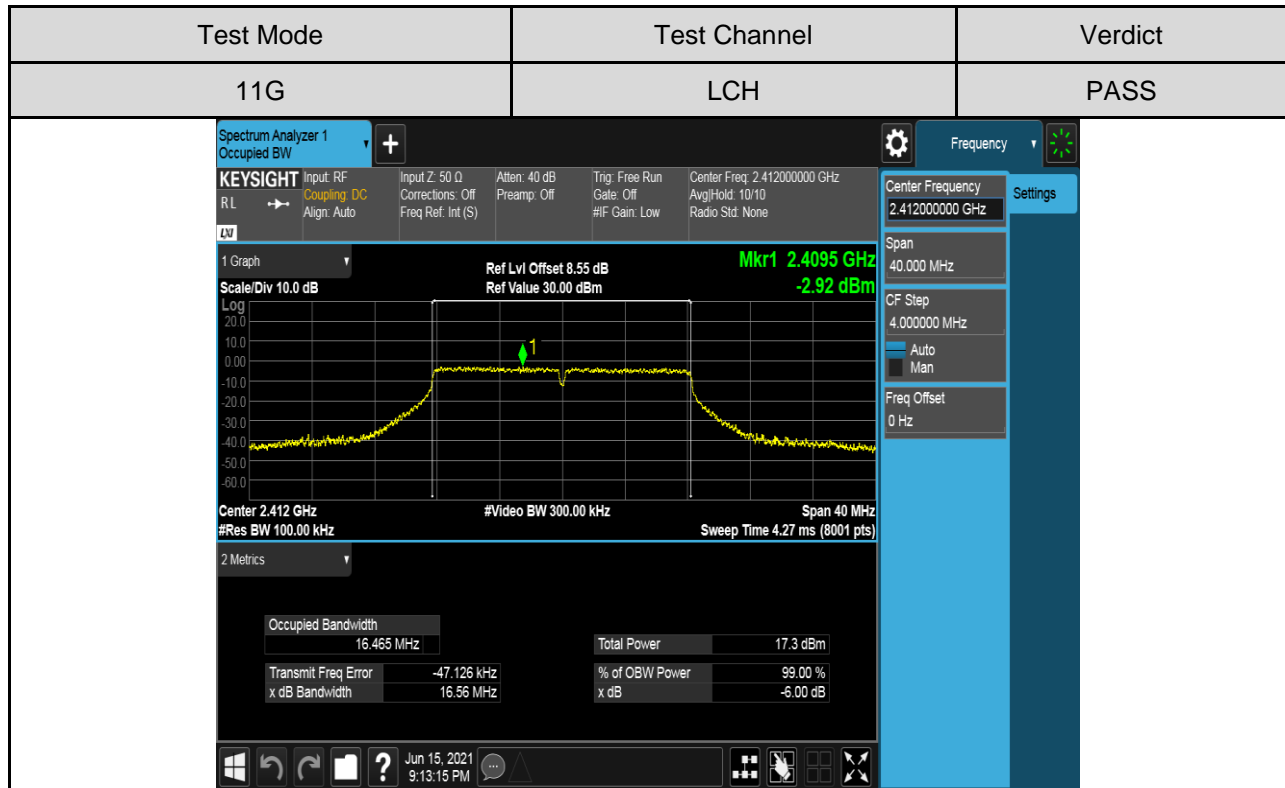 Test Mode Test Channel Verdict
11G LCH PASS
Spectrum Analyzer 1
Occupied BW
+
Frequency
KEYSIGHT Input: RF Input Z: 50 Ω Atten: 40 dB Trig: Free Run Center Freq: 2.412000000 GHz
Coupling: DC Corrections: Off Preamp: Off Gate: Off Avg|Hold: 10/10
RL Align: Auto Freq Ref: Int (S) #IF Gain: Low Radio Std: None
LXI
Center Frequency
2.412000000 GHz
Settings
Span
40.000 MHz
CF Step
4.000000 MHz
Auto
Man
Freq Offset
0 Hz
1 Graph Ref Lvl Offset 8.55 dB Mkr1 2.4095 GHz
Scale/Div 10.0 dB Ref Value 30.00 dBm -2.92 dBm
Log
20.0
10.0
1
0.00
-10.0
-20.0
-30.0
-40.0
-50.0
-60.0
Center 2.412 GHz #Video BW 300.00 kHz Span 40 MHz
#Res BW 100.00 kHz Sweep Time 4.27 ms (8001 pts)
2 Metrics
Occupied Bandwidth
16.465 MHz Total Power 17.3 dBm
Transmit Freq Error -47.126 kHz % of OBW Power 99.00 %
x dB Bandwidth 16.56 MHz x dB -6.00 dB
? Jun 15, 2021
9:13:15 PM